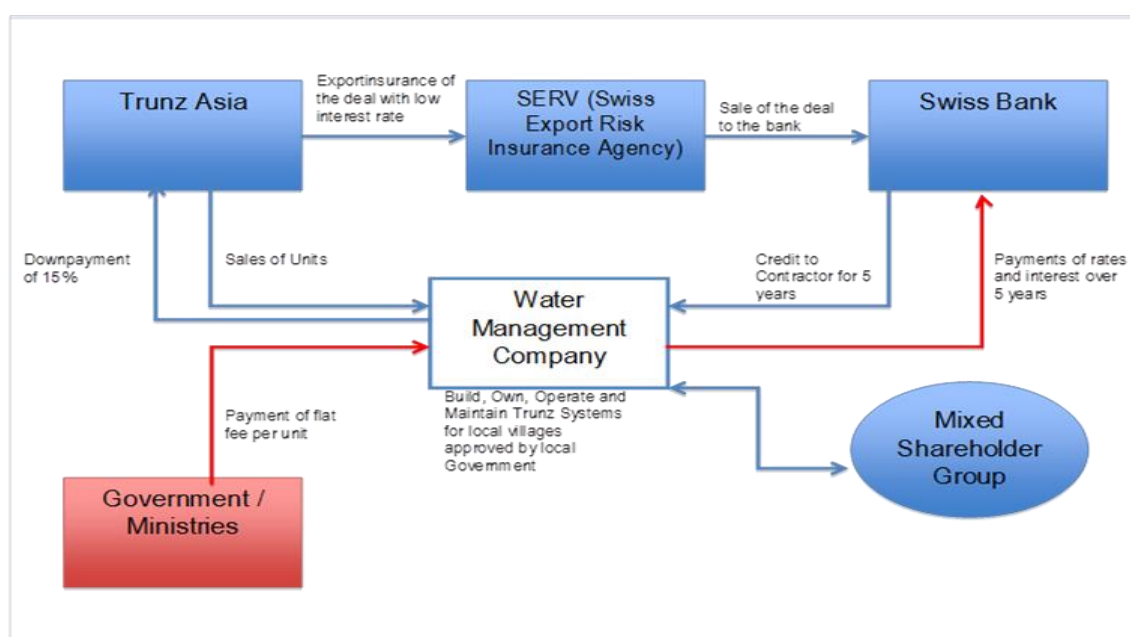 Trunz Asia
Exportinsurance of
the deal with low
interest rate
SERV (Swiss
Export Risk
Insurance Agency)
Sale of the deal
to the bank
Swiss Bank
Downpayment
of 15%
Sales of Units
Credit to
Contractor for 5
years
Payments of rates
and interest over
5 years
Water
Management
Company
Build, Own, Operate and
Maintain Trunz Systems
for local villages
approved by local
Government
Payment of flat
fee per unit
Mixed
Shareholder
Group
Government /
Ministries